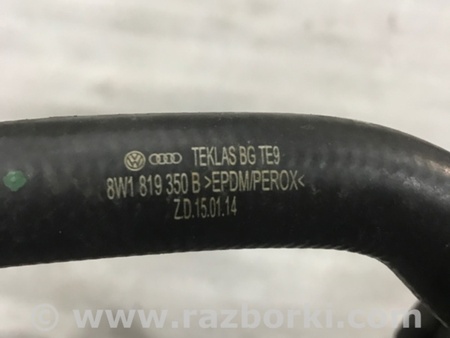 TEKLAS BG TE9
8W1 819 350 B >EPDM/PEROX<
Z.D.15.01.14
www.razborki.com